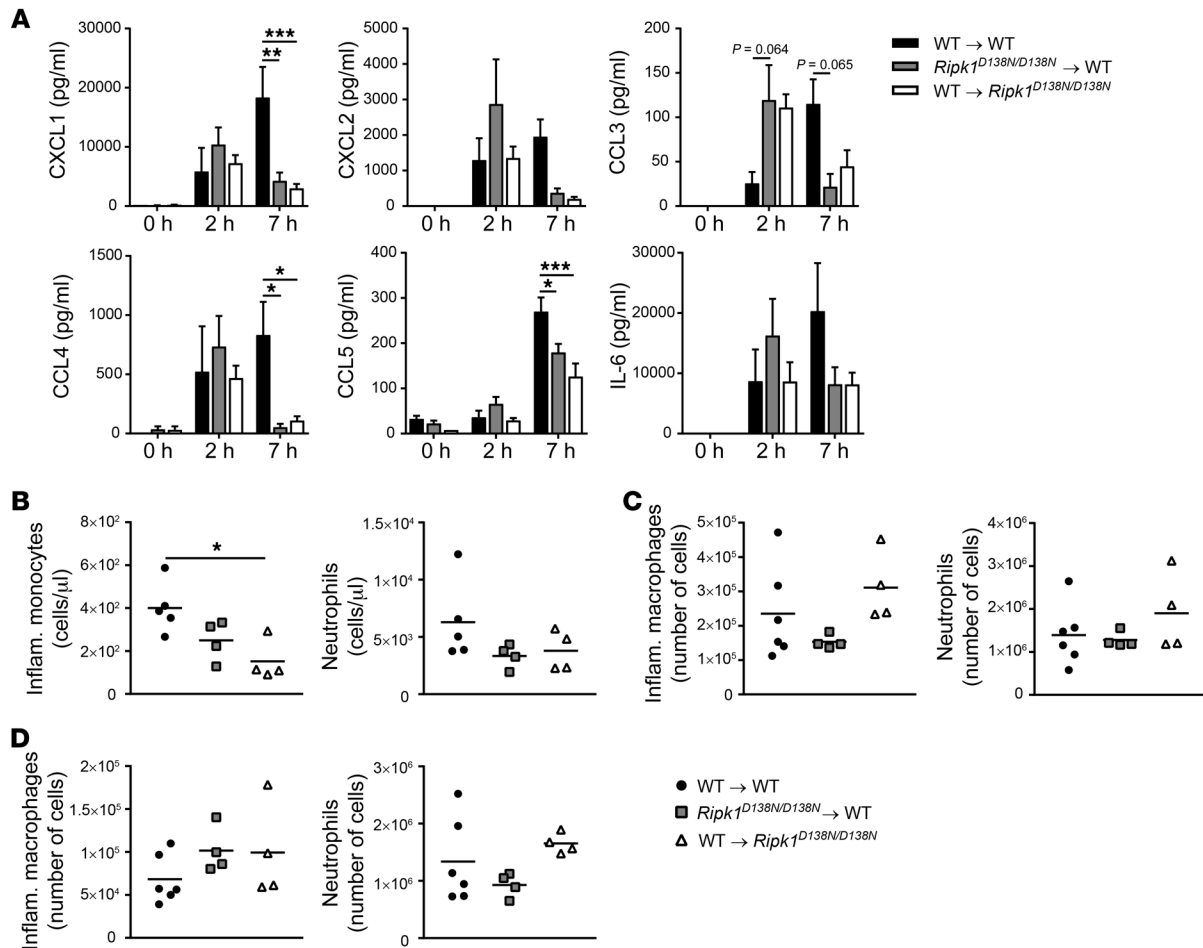 A
CXCL1 (pg/ml)
30000
20000
10000
0
***
**
0 h 2 h 7 h
CXCL2 (pg/ml)
5000
4000
3000
2000
1000
0
0 h 2 h 7 h
CCL3 (pg/ml)
200
150
100
50
0
P = 0.064
P = 0.065
0 h 2 h 7 h
WT → WT
Ripk1D138N/D138N → WT
WT → Ripk1D138N/D138N
CCL4 (pg/ml)
1500
1000
500
0
*
*
0 h 2 h 7 h
CCL5 (pg/ml)
400
300
200
100
0
***
*
0 h 2 h 7 h
IL-6 (pg/ml)
30000
20000
10000
0
0 h 2 h 7 h
B
Inflam. monocytes
(cells/μl)
8×10²
6×10²
4×10²
2×10²
0
*
Neutrophils
(cells/μl)
1.5×10⁴
1×10⁴
5×10³
0
C
Inflam. macrophages
(number of cells)
5×10⁵
4×10⁵
3×10⁵
2×10⁵
1×10⁵
0
Neutrophils
(number of cells)
4×10⁶
3×10⁶
2×10⁶
1×10⁶
0
D
Inflam. macrophages
(number of cells)
2×10⁵
1.5×10⁵
1×10⁵
5×10⁴
0
Neutrophils
(number of cells)
3×10⁶
2×10⁶
1×10⁶
0
WT → WT
Ripk1D138N/D138N → WT
WT → Ripk1D138N/D138N